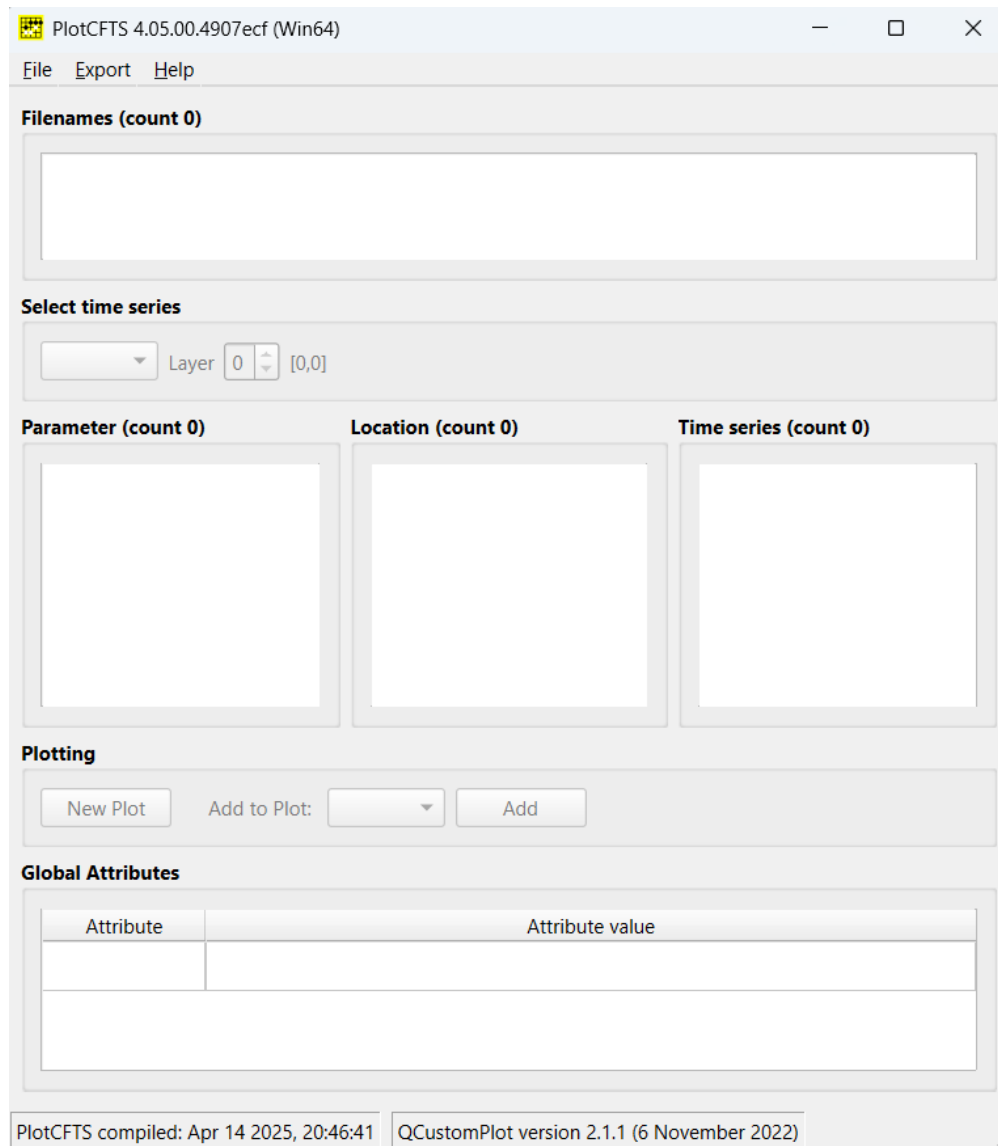 PlotCFTS 4.05.00.4907ecf (Win64)
File Export Help
Filenames (count 0)
Select time series
Layer 0 [0,0]
Parameter (count 0) Location (count 0) Time series (count 0)
Plotting
New Plot Add to Plot: Add
Global Attributes
Attribute Attribute value
PlotCFTS compiled: Apr 14 2025, 20:46:41 QCustomPlot version 2.1.1 (6 November 2022)